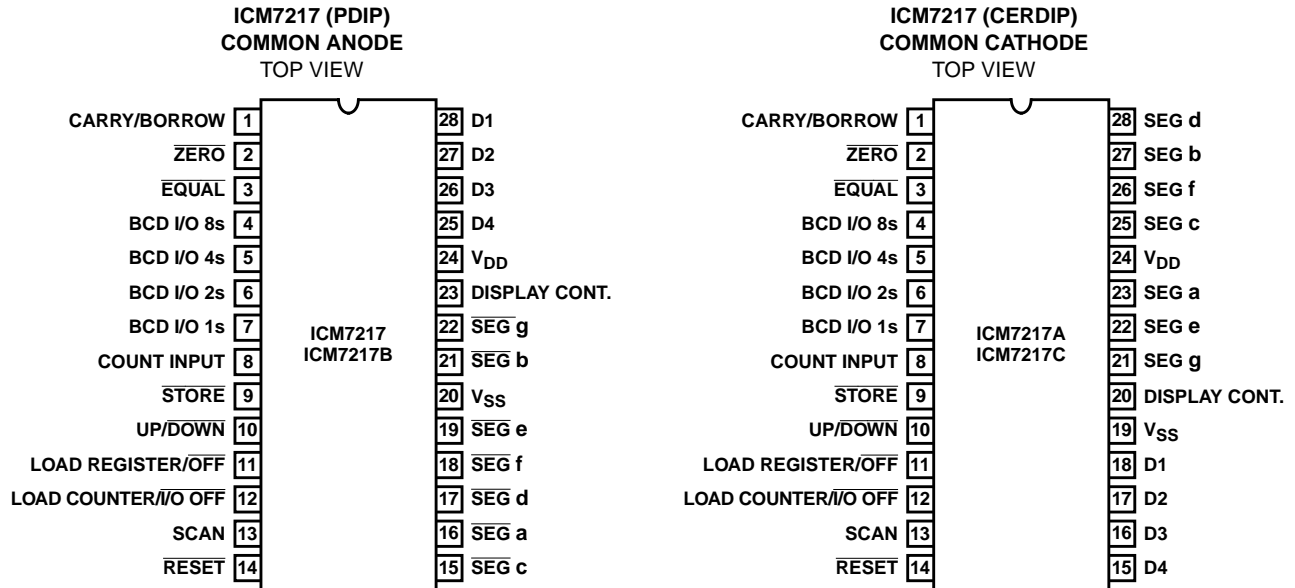 ICM7217 (PDIP)
COMMON ANODE
TOP VIEW
CARRY/BORROW 1
ZERO 2
EQUAL 3
BCD I/O 8s 4
BCD I/O 4s 5
BCD I/O 2s 6
BCD I/O 1s 7
COUNT INPUT 8
STORE 9
UP/DOWN 10
LOAD REGISTER/OFF 11
LOAD COUNTER/I/O OFF 12
SCAN 13
RESET 14
ICM7217
ICM7217B
28 D1
27 D2
26 D3
25 D4
24 VDD
23 DISPLAY CONT.
22 SEG g
21 SEG b
20 VSS
19 SEG e
18 SEG f
17 SEG d
16 SEG a
15 SEG c
ICM7217 (CERDIP)
COMMON CATHODE
TOP VIEW
CARRY/BORROW 1
ZERO 2
EQUAL 3
BCD I/O 8s 4
BCD I/O 4s 5
BCD I/O 2s 6
BCD I/O 1s 7
COUNT INPUT 8
STORE 9
UP/DOWN 10
LOAD REGISTER/OFF 11
LOAD COUNTER/I/O OFF 12
SCAN 13
RESET 14
ICM7217A
ICM7217C
28 SEG d
27 SEG b
26 SEG f
25 SEG c
24 VDD
23 SEG a
22 SEG e
21 SEG g
20 DISPLAY CONT.
19 VSS
18 D1
17 D2
16 D3
15 D4